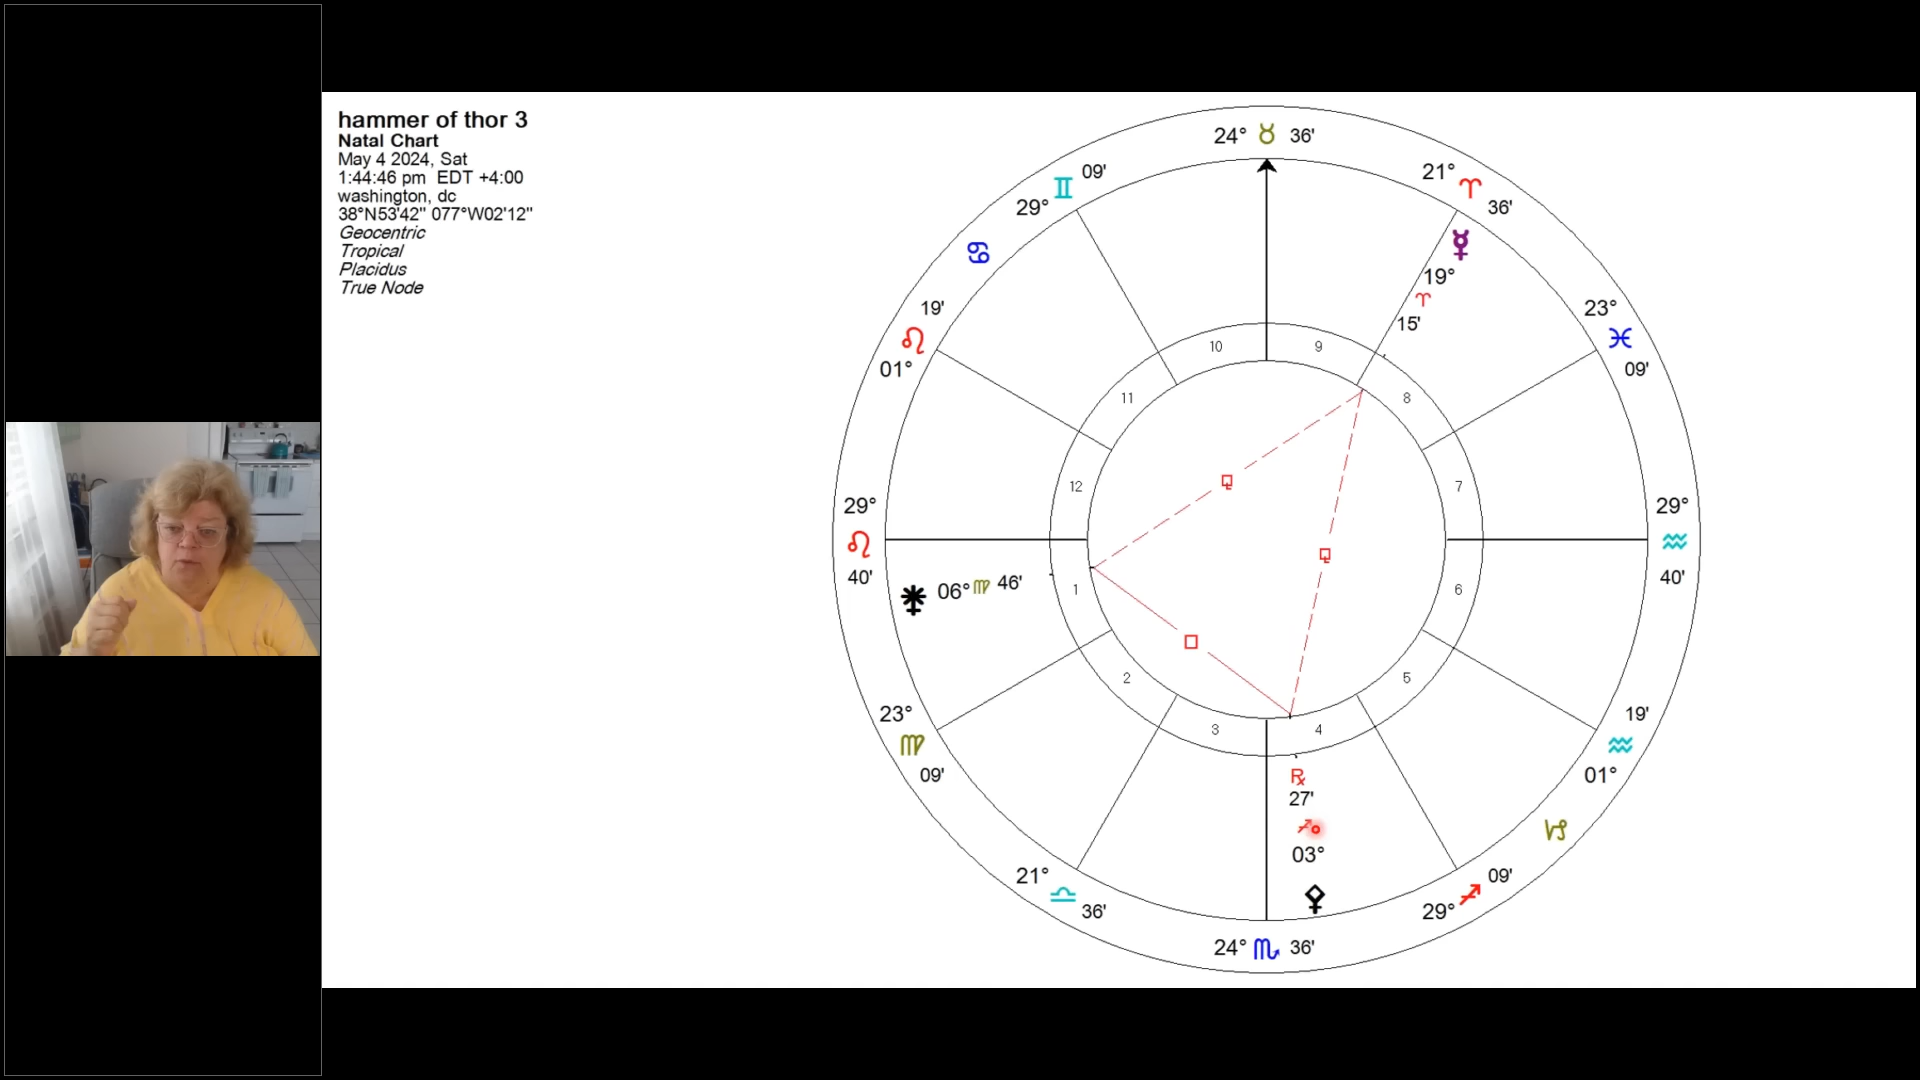 hammer of thor 3
Natal Chart
May 4 2024, Sat
1:44:46 pm EDT +4:00
washington, dc
38°N53'42" 077°W02'12"
Geocentric
Tropical
Placidus
True Node
24° ♉ 36'
21° ♈ 36'
09' ♊ 29°
♋
19' ♌ 01°
☿ 19° ♈ 15'
23° ♓ 09'
10
9
11
8
12
7
29° ♌ 40'
29° ♒ 40'
06° ♍ 46'
1
6
2
5
3
4
23° ♍ 09'
19' ♒ 01°
℞
27'
♐
03°
⚴
♑
21° ♎ 36'
09' ♐ 29°
24° ♏ 36'